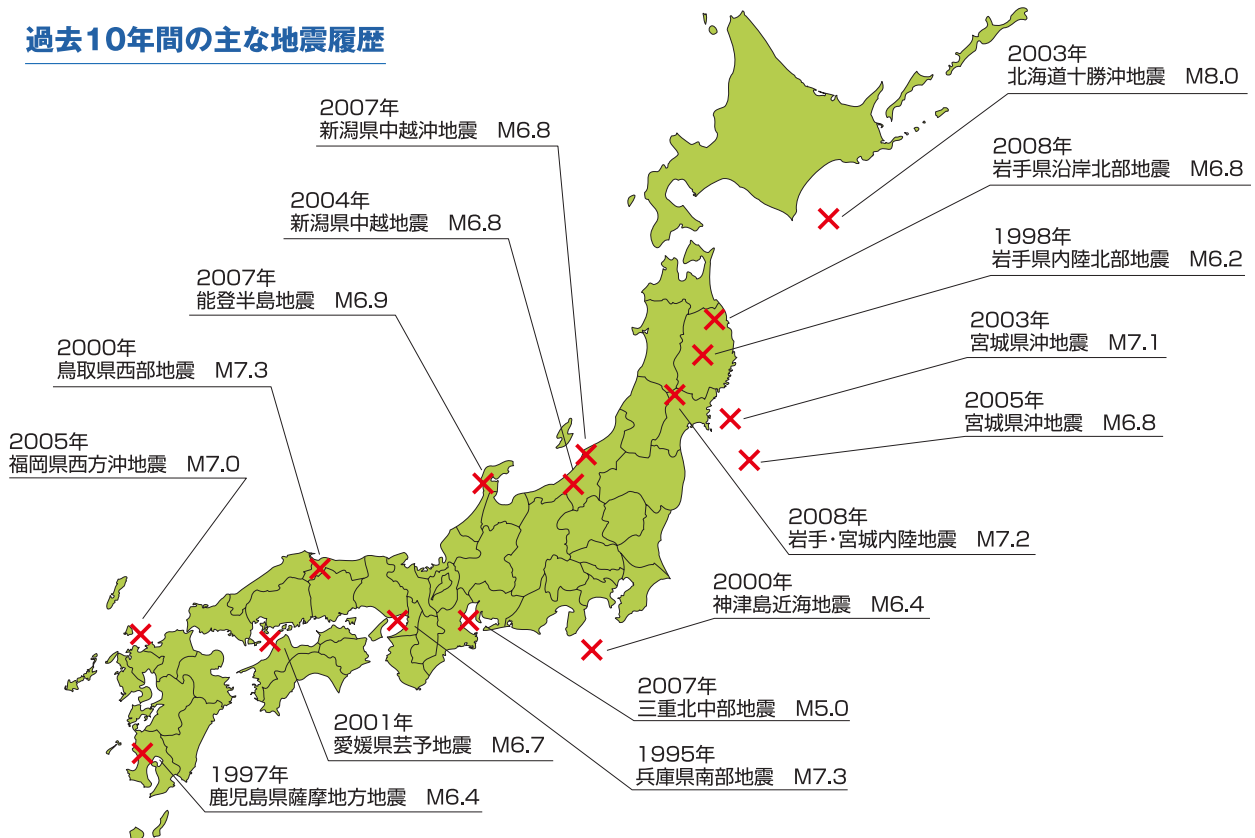 過去10年間の主な地震履歴
2003年
北海道十勝沖地震 M8.0
2007年
新潟県中越沖地震 M6.8
2008年
岩手県沿岸北部地震 M6.8
2004年
新潟県中越地震 M6.8
1998年
岩手県内陸北部地震 M6.2
2007年
能登半島地震 M6.9
2003年
宮城県沖地震 M7.1
2000年
鳥取県西部地震 M7.3
2005年
宮城県沖地震 M6.8
2005年
福岡県西方沖地震 M7.0
2008年
岩手・宮城内陸地震 M7.2
2000年
神津島近海地震 M6.4
2007年
三重北中部地震 M5.0
2001年
愛媛県芸予地震 M6.7
1995年
兵庫県南部地震 M7.3
1997年
鹿児島県薩摩地方地震 M6.4